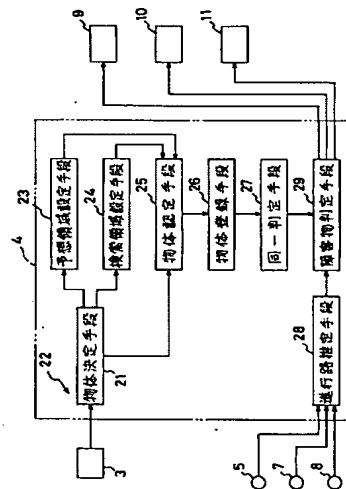 9
10
11
4
23
予想領域設定手段
24
検索領域設定手段
25
物体認定手段
26
物体登録手段
27
同一判定手段
29
障害物判定手段
22
物体決定手段
21
進行路推定手段
28
3
5
7
8